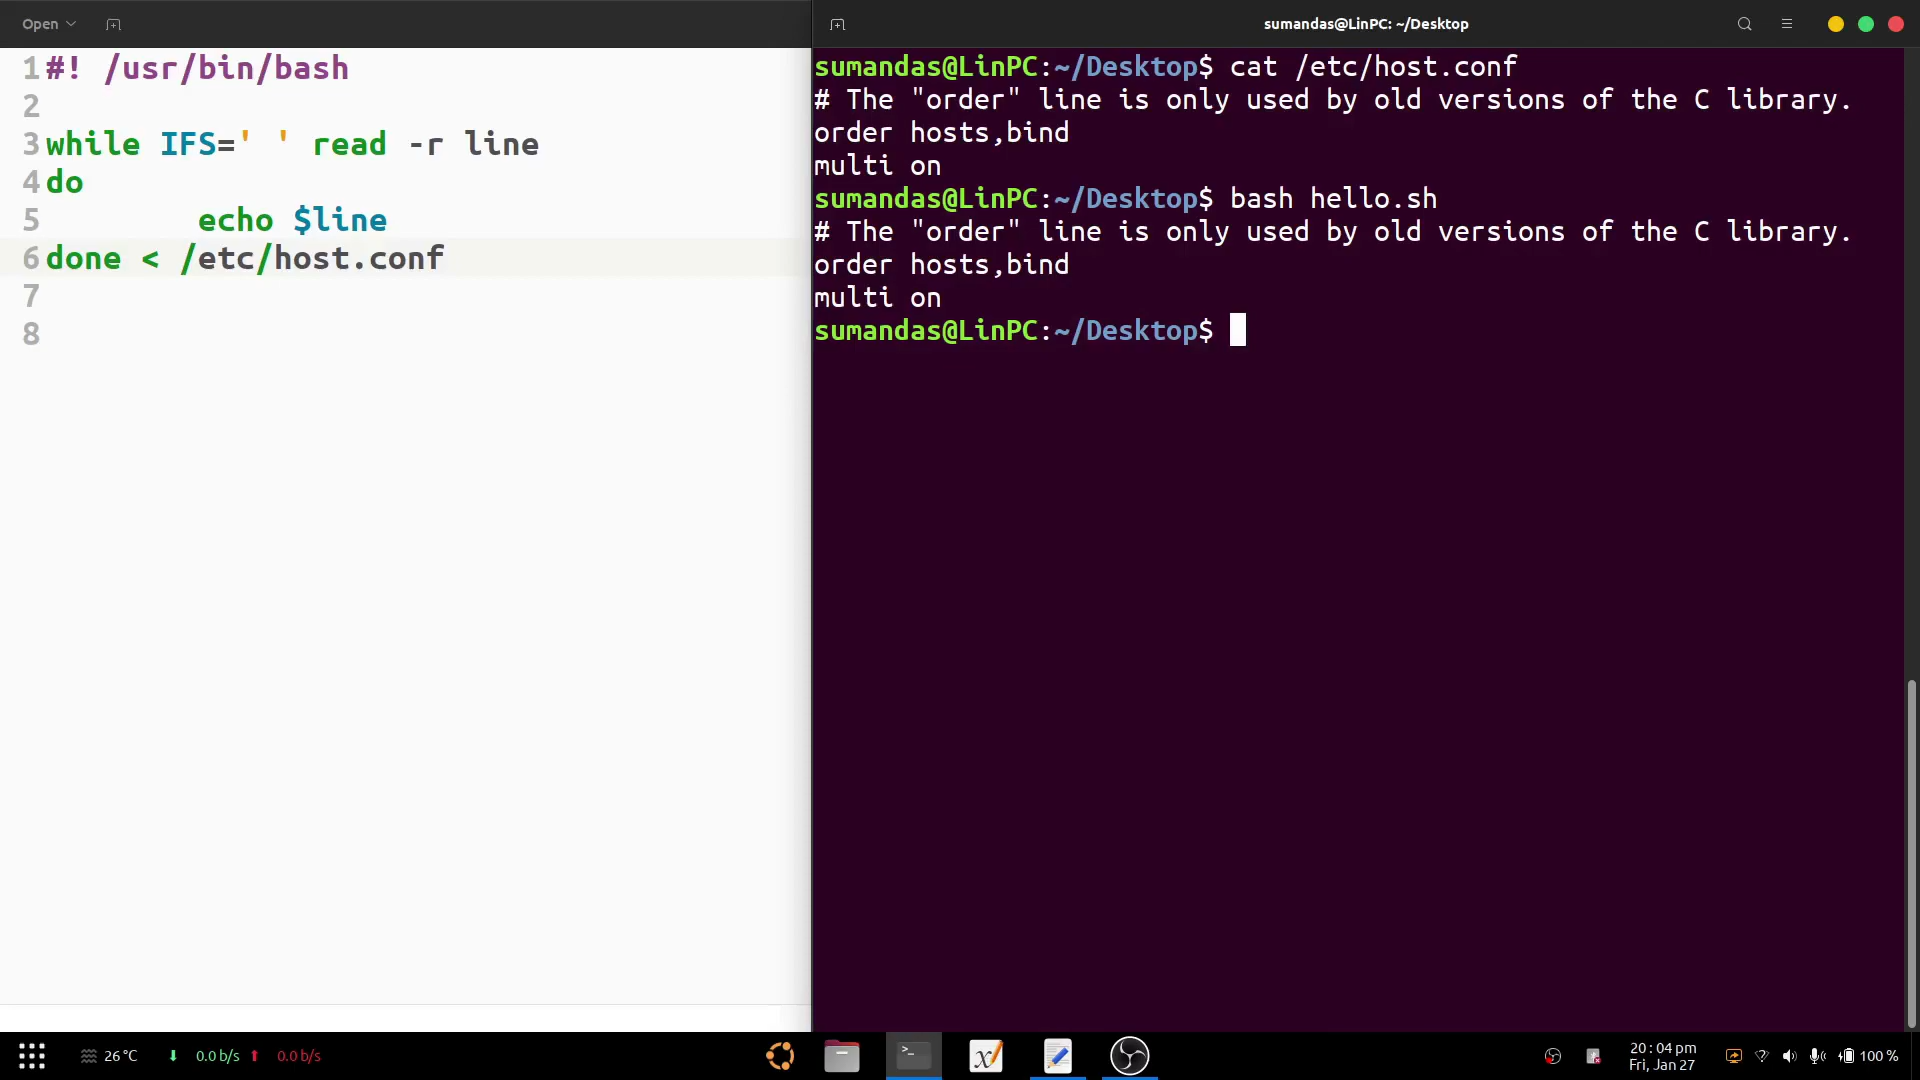 Open
sumandas@LinPC: ~/Desktop
1 #! /usr/bin/bash
2
3 while IFS=' ' read -r line
4 do
5         echo $line
6 done < /etc/host.conf
7
8
sumandas@LinPC:~/Desktop$ cat /etc/host.conf
# The "order" line is only used by old versions of the C library.
order hosts,bind
multi on
sumandas@LinPC:~/Desktop$ bash hello.sh
# The "order" line is only used by old versions of the C library.
order hosts,bind
multi on
sumandas@LinPC:~/Desktop$
26 °C
0.0 b/s
0.0 b/s
20 : 04 pm
Fri, Jan 27
100 %